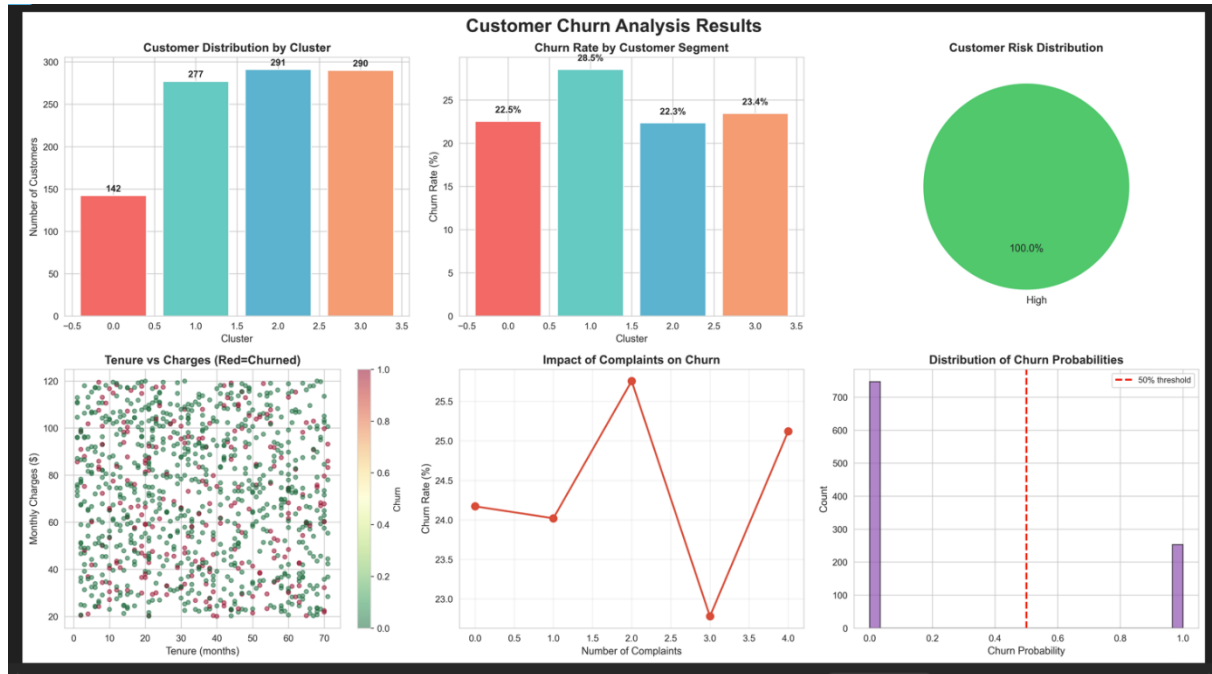 Customer Churn Analysis Results
Customer Distribution by Cluster
Number of Customers
300
250
200
150
100
50
0
142
277
291
290
−0.5 0.0 0.5 1.0 1.5 2.0 2.5 3.0 3.5
Cluster
Churn Rate by Customer Segment
Churn Rate (%)
25
20
15
10
5
0
22.5%
28.5%
22.3%
23.4%
−0.5 0.0 0.5 1.0 1.5 2.0 2.5 3.0 3.5
Cluster
Customer Risk Distribution
100.0%
High
Tenure vs Charges (Red=Churned)
Monthly Charges ($)
120
100
80
60
40
20
0 10 20 30 40 50 60 70
Tenure (months)
1.0
0.8
0.6
0.4
0.2
0.0
Churn
Impact of Complaints on Churn
Churn Rate (%)
25.5
25.0
24.5
24.0
23.5
23.0
0.0 0.5 1.0 1.5 2.0 2.5 3.0 3.5 4.0
Number of Complaints
Distribution of Churn Probabilities
50% threshold
Count
700
600
500
400
300
200
100
0
0.0 0.2 0.4 0.6 0.8 1.0
Churn Probability